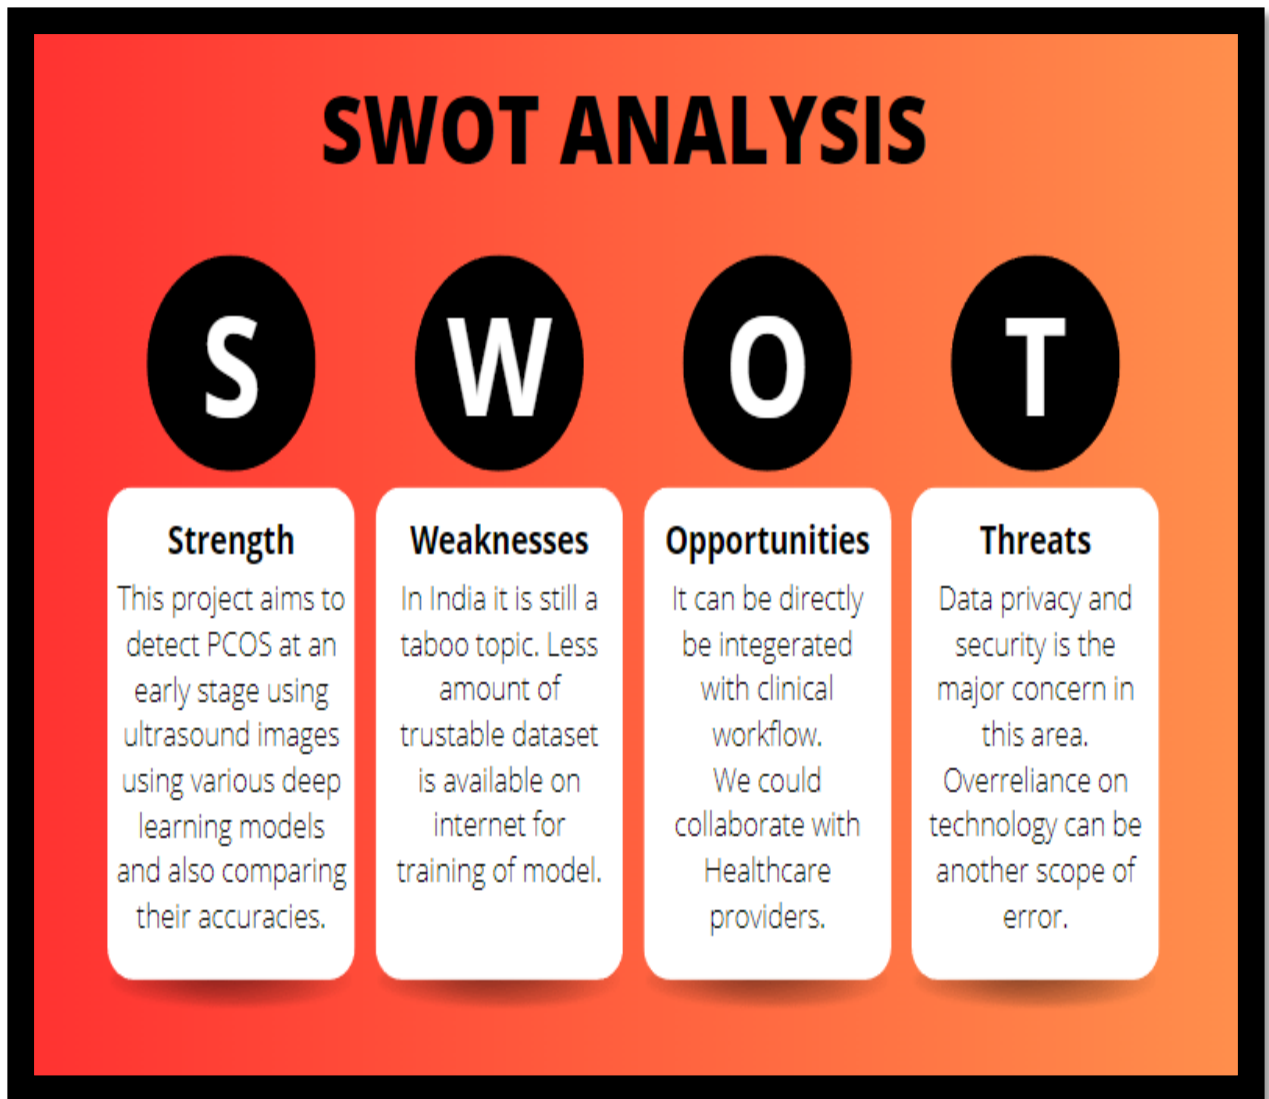 SWOT ANALYSIS
S
W
O
T
Strength
This project aims to
detect PCOS at an
early stage using
ultrasound images
using various deep
learning models
and also comparing
their accuracies.
Weaknesses
In India it is still a
taboo topic. Less
amount of
trustable dataset
is available on
internet for
training of model.
Opportunities
It can be directly
be integerated
with clinical
workflow.
We could
collaborate with
Healthcare
providers.
Threats
Data privacy and
security is the
major concern in
this area.
Overreliance on
technology can be
another scope of
error.